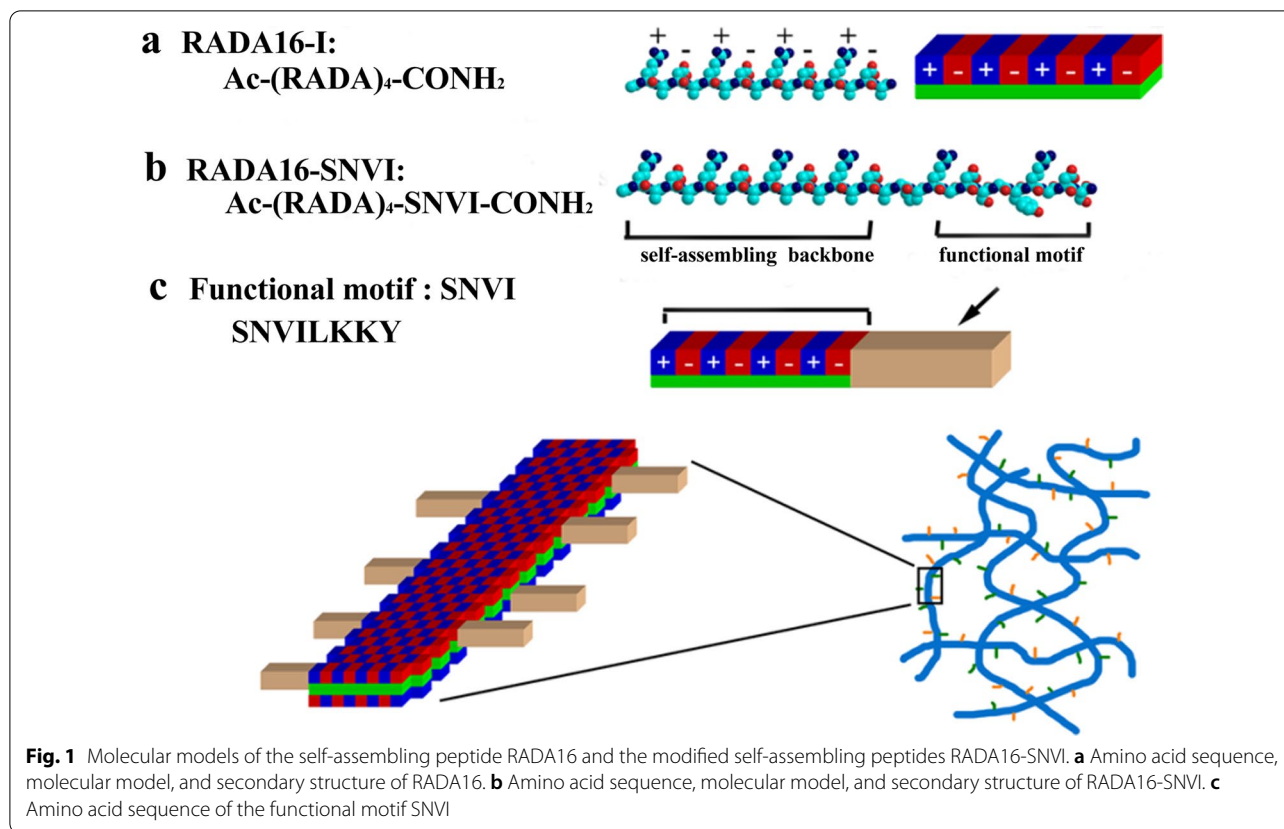 a RADA16-I:
Ac-(RADA)₄-CONH₂
+ - + - + - + -
+ - + - + - + -
b RADA16-SNVI:
Ac-(RADA)₄-SNVI-CONH₂
self-assembling backbone functional motif
c Functional motif : SNVI
SNVILKKY
+ - + - + - + -
Fig. 1 Molecular models of the self-assembling peptide RADA16 and the modified self-assembling peptides RADA16-SNVI. a Amino acid sequence,
molecular model, and secondary structure of RADA16. b Amino acid sequence, molecular model, and secondary structure of RADA16-SNVI. c
Amino acid sequence of the functional motif SNVI